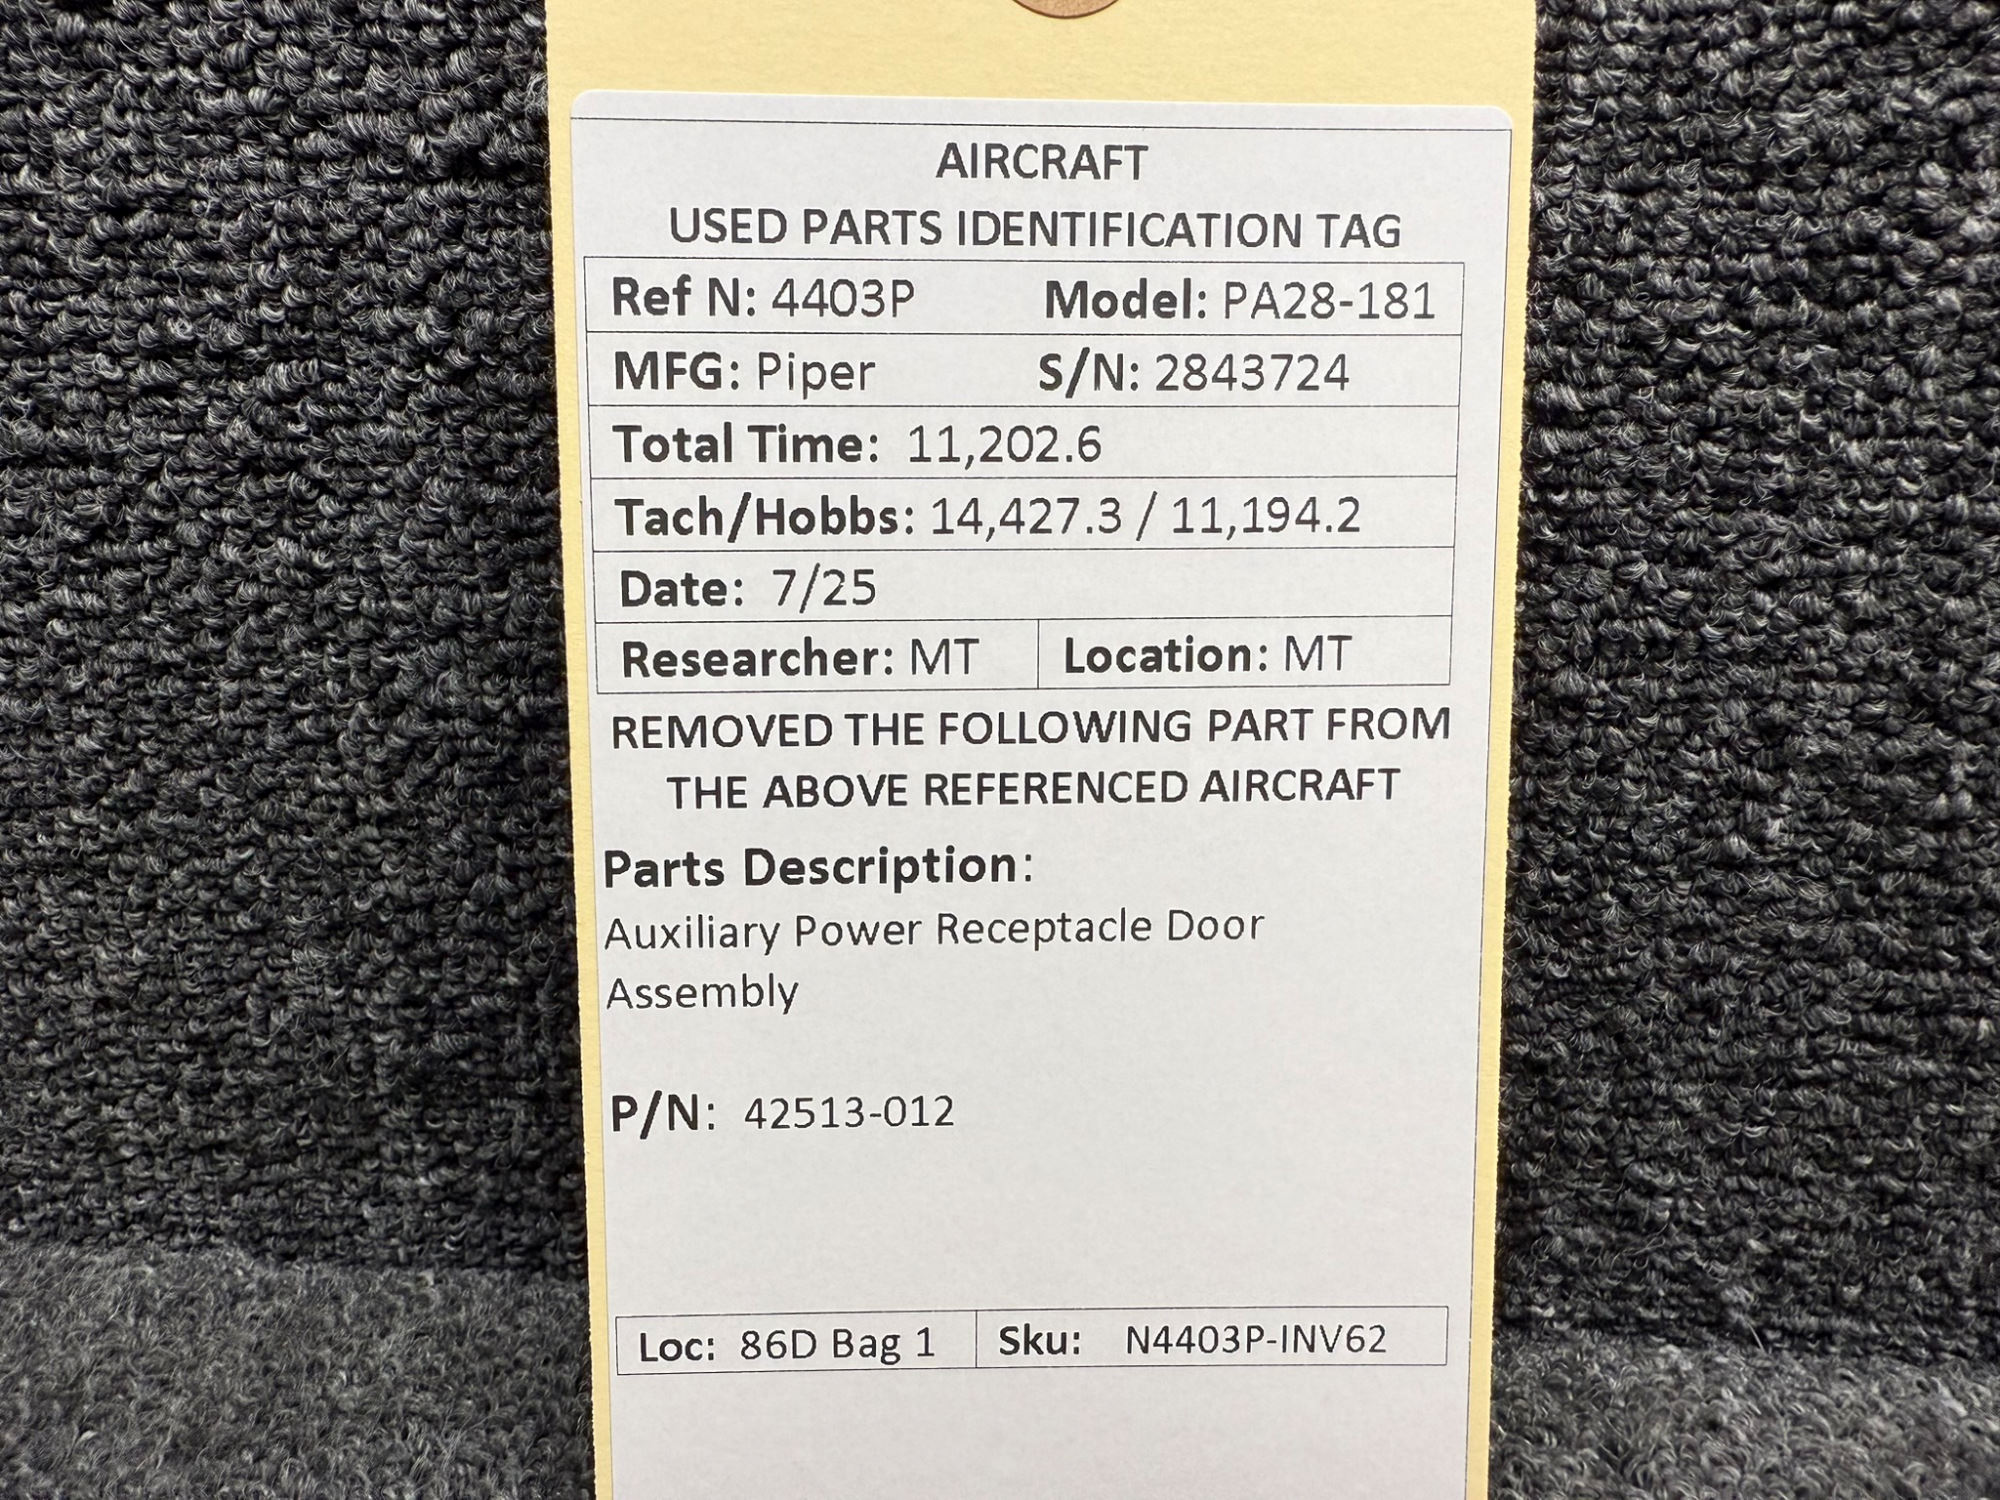 AIRCRAFT
USED PARTS IDENTIFICATION TAG
Ref N: 4403P Model: PA28-181
MFG: Piper S/N: 2843724
Total Time: 11,202.6
Tach/Hobbs: 14,427.3 / 11,194.2
Date: 7/25
Researcher: MT Location: MT
REMOVED THE FOLLOWING PART FROM
THE ABOVE REFERENCED AIRCRAFT
Parts Description:
Auxiliary Power Receptacle Door
Assembly
P/N: 42513-012
Loc: 86D Bag 1 Sku: N4403P-INV62